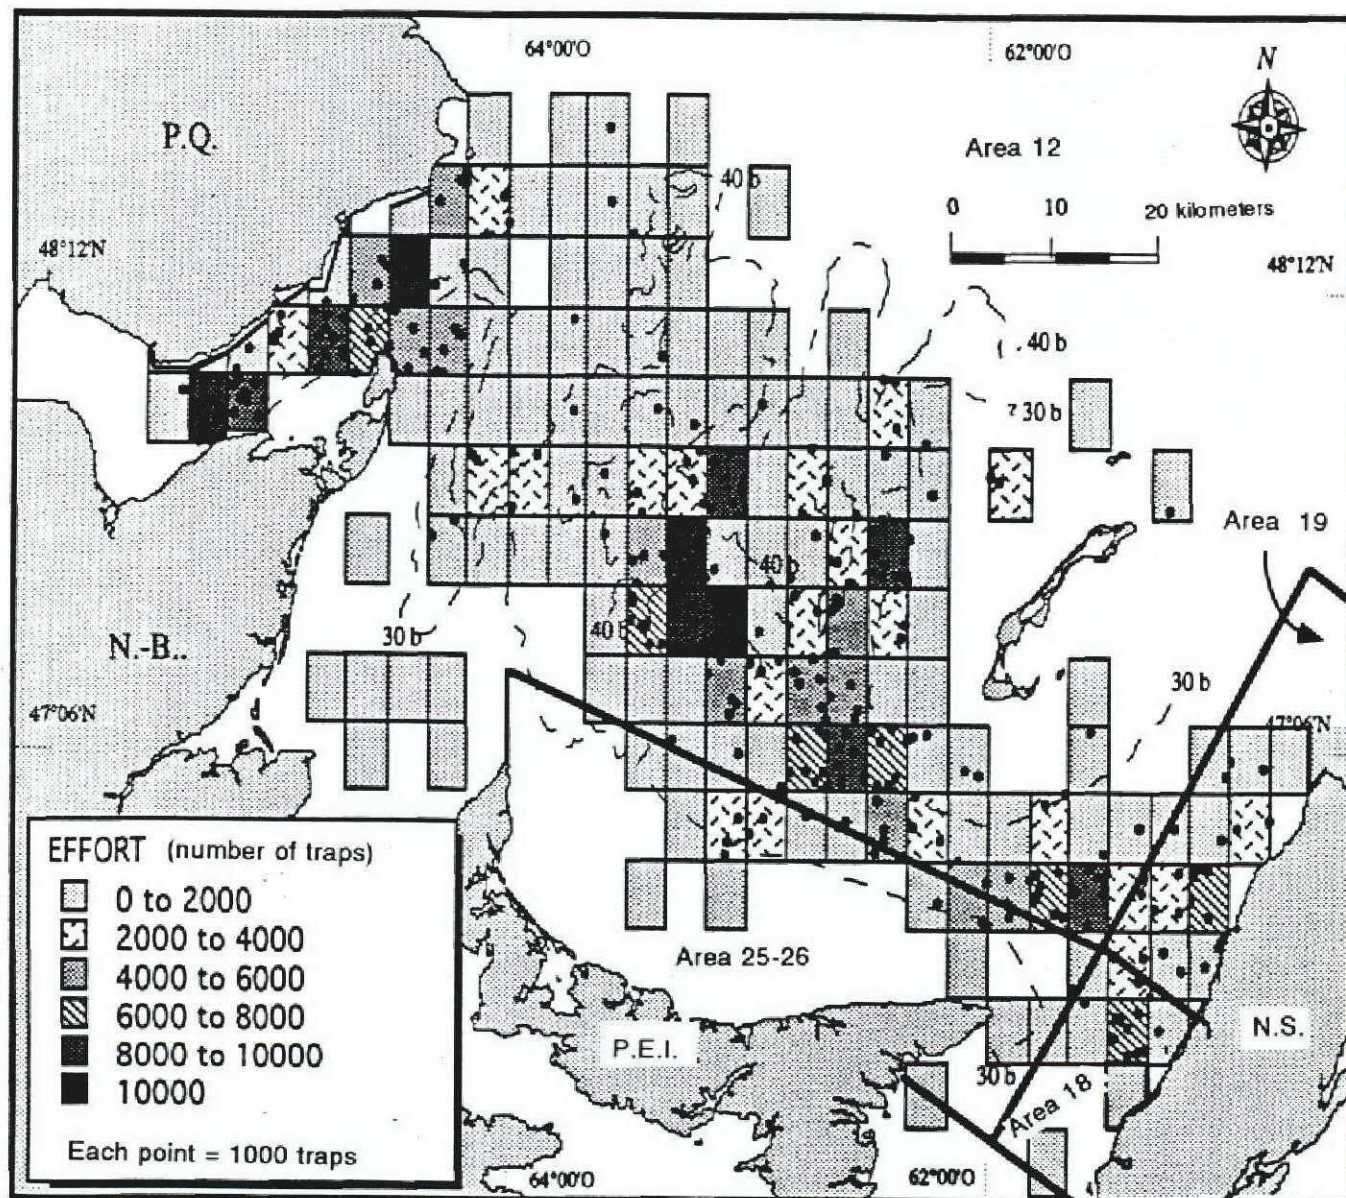 64°00'O
62°00'O
N
P.Q.
Area 12
40 b
0 10 20 kilometers
48°12'N
48°12'N
40 b
30 b
Area 19
40 b
30 b
40 b
N.-B..
30 b
47°06'N
47°06'N
EFFORT (number of traps)
0 to 2000
2000 to 4000
4000 to 6000
6000 to 8000
8000 to 10000
10000
Each point = 1000 traps
Area 25-26
P.E.I.
N.S.
30 b
Area 18
64°00'O
62°00'O